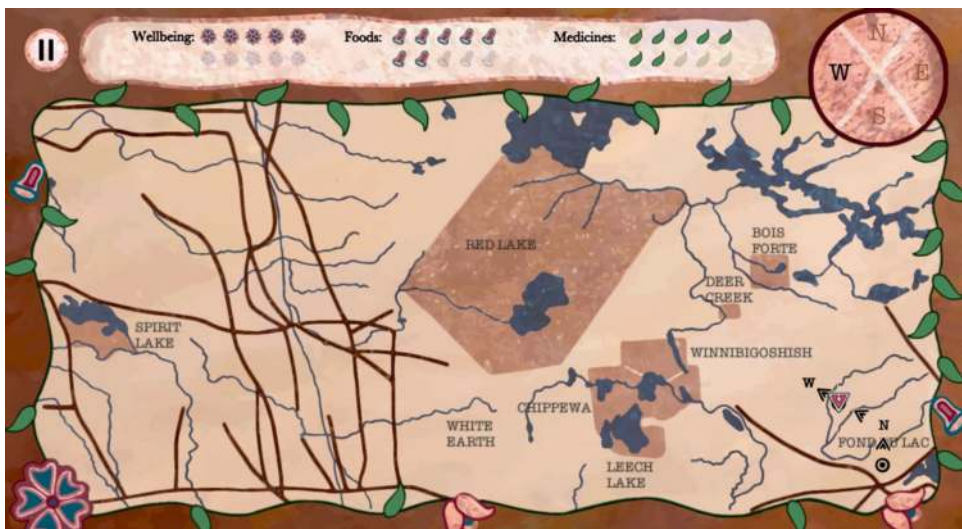 Wellbeing:
Foods:
Medicines:
N
W
E
S
RED LAKE
BOIS
FORTE
DEER
CREEK
SPIRIT
LAKE
WINNIBIGOSHISH
W
CHIPPEWA
WHITE
EARTH
N
FOND DU LAC
LEECH
LAKE